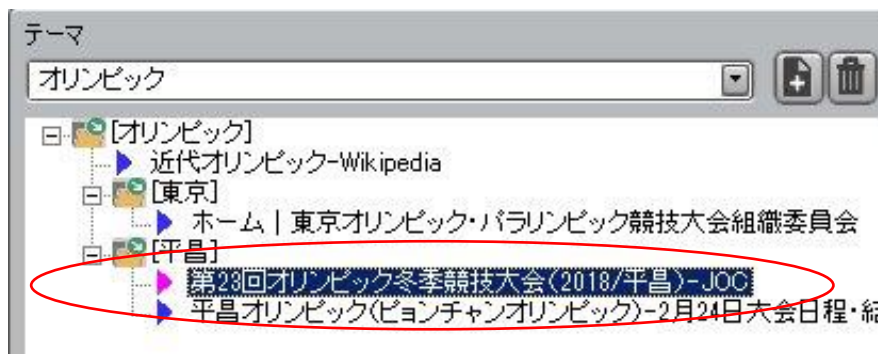 テーマ
オリンピック
[オリンピック]
近代オリンピック-Wikipedia
[東京]
ホーム | 東京オリンピック・パラリンピック競技大会組織委員会
[平昌]
第23回オリンピック冬季競技大会(2018/平昌)-JOC
平昌オリンピック(ピョンチャンオリンピック)-2月24日大会日程・結